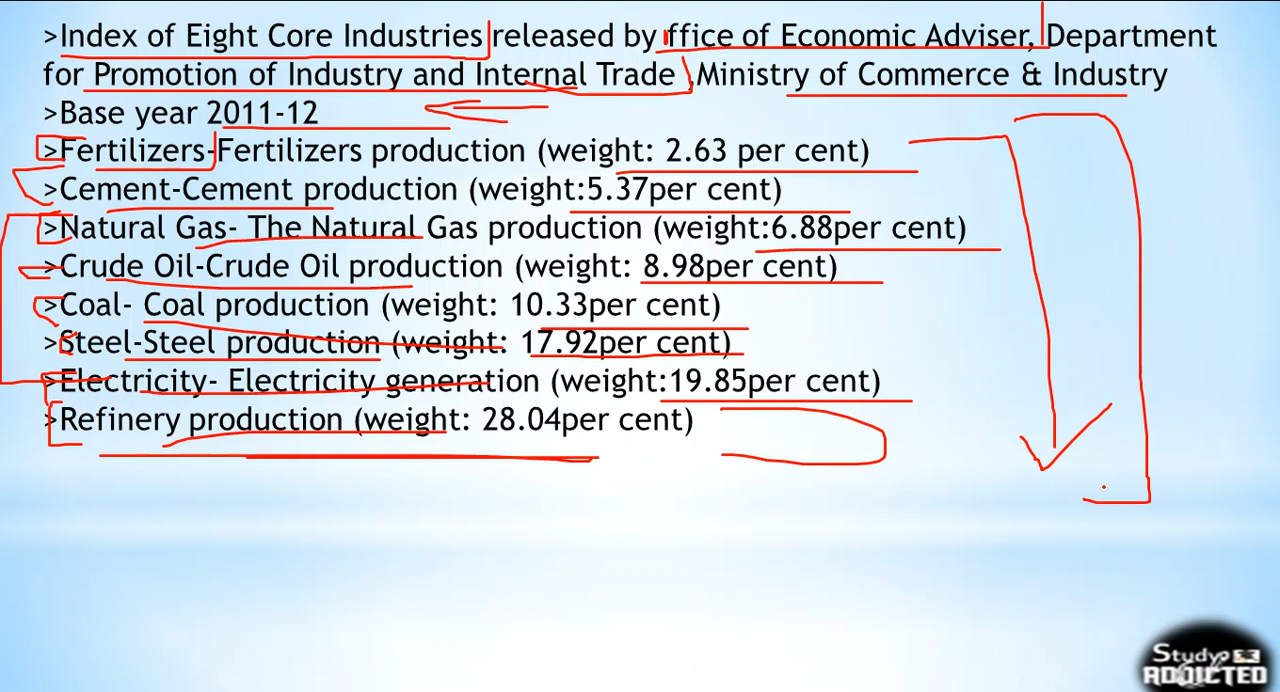 >Index of Eight Core Industries released by ffice of Economic Adviser, Department
for Promotion of Industry and Internal Trade ,Ministry of Commerce & Industry
>Base year 2011-12
>Fertilizers-Fertilizers production (weight: 2.63 per cent)
>Cement-Cement production (weight:5.37per cent)
>Natural Gas- The Natural Gas production (weight:6.88per cent)
>Crude Oil-Crude Oil production (weight: 8.98per cent)
>Coal- Coal production (weight: 10.33per cent)
>Steel-Steel production (weight: 17.92per cent)
>Electricity- Electricity generation (weight:19.85per cent)
>Refinery production (weight: 28.04per cent)
Study
ADDICTED